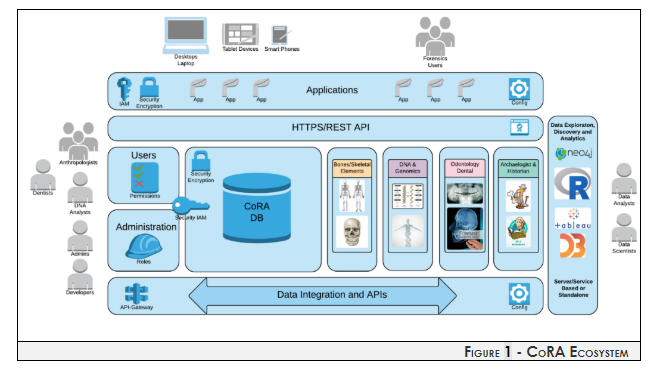 Desktops
Laptop
Tablet Devices
Smart Phones
Forensics
Users
IAM
Security
Encryption
App
App
App
Applications
App
App
App
Config
HTTPS/REST API
Data Exploraton,
Discovery and
Analytics
neo4j
R
+ableau
D3
Server/Service
Based or
Standalone
Anthropologists
Dentists
DNA
Analysts
Admins
Developers
Users
Permissions
Administration
Roles
Security
Encryption
Security IAM
CoRA
DB
Bones/Skeletal
Elements
DNA &
Genomics
Odontology
Dental
Archaeologist &
Historian
Data
Analysts
Data
Scientists
API-Gateway
Data Integration and APIs
Config
Figure 1 - CoRA Ecosystem